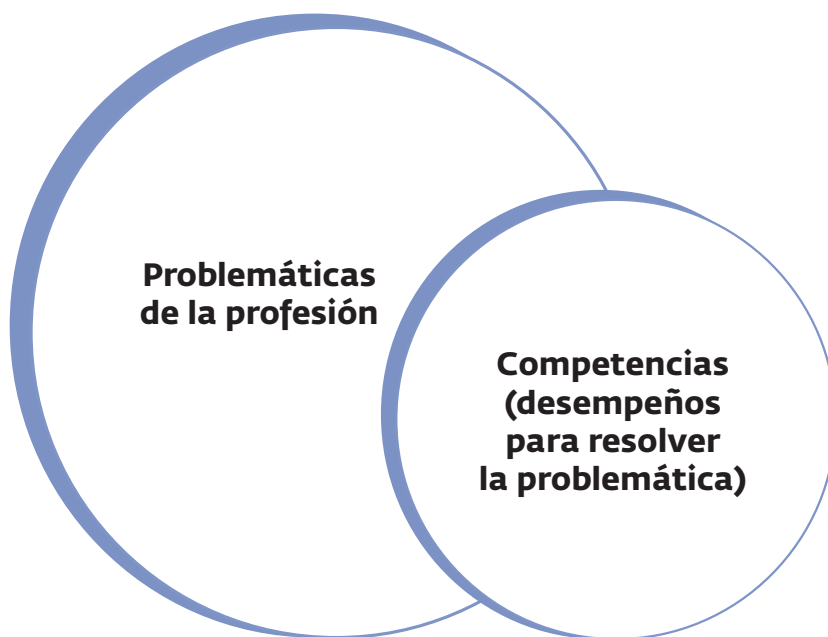 Problemáticas
de la profesión
Competencias
(desempeños
para resolver
la problemática)